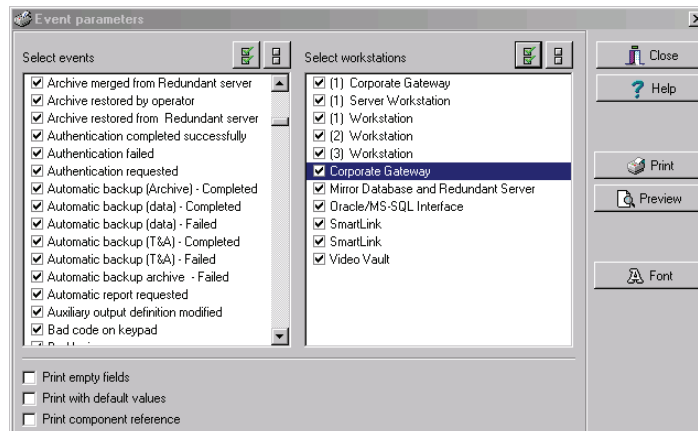 Event parameters
Select events
Archive merged from Redundant server
Archive restored by operator
Archive restored from Redundant server
Authentication completed successfully
Authentication failed
Authentication requested
Automatic backup (Archive) - Completed
Automatic backup (data) - Completed
Automatic backup (data) - Failed
Automatic backup (T&A) - Completed
Automatic backup (T&A) - Failed
Automatic backup archive - Failed
Automatic report requested
Auxiliary output definition modified
Bad code on keypad
Select workstations
(1) Corporate Gateway
(1) Server Workstation
(1) Workstation
(2) Workstation
(3) Workstation
Corporate Gateway
Mirror Database and Redundant Server
Oracle/MS-SQL Interface
SmartLink
SmartLink
Video Vault
Close
Help
Print
Preview
Font
Print empty fields
Print with default values
Print component reference